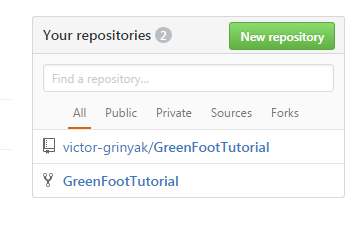 Your repositories 2 New repository
Find a repository...
All Public Private Sources Forks
victor-grinyak/GreenFootTutorial
GreenFootTutorial